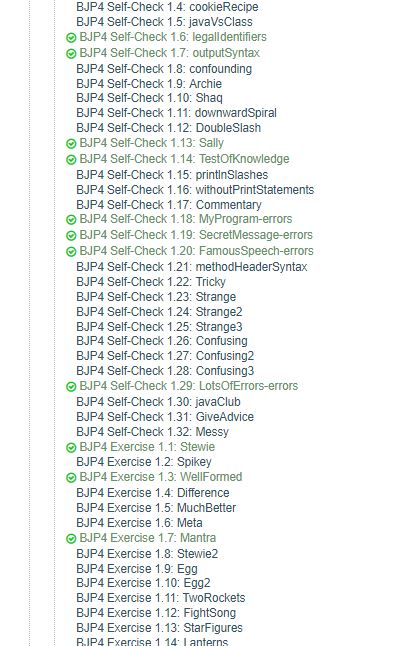 BJP4 Self-Check 1.4: cookieRecipe
BJP4 Self-Check 1.5: javaVsClass
BJP4 Self-Check 1.6: legalIdentifiers
BJP4 Self-Check 1.7: outputSyntax
BJP4 Self-Check 1.8: confounding
BJP4 Self-Check 1.9: Archie
BJP4 Self-Check 1.10: Shaq
BJP4 Self-Check 1.11: downwardSpiral
BJP4 Self-Check 1.12: DoubleSlash
BJP4 Self-Check 1.13: Sally
BJP4 Self-Check 1.14: TestOfKnowledge
BJP4 Self-Check 1.15: printlnSlashes
BJP4 Self-Check 1.16: withoutPrintStatements
BJP4 Self-Check 1.17: Commentary
BJP4 Self-Check 1.18: MyProgram-errors
BJP4 Self-Check 1.19: SecretMessage-errors
BJP4 Self-Check 1.20: FamousSpeech-errors
BJP4 Self-Check 1.21: methodHeaderSyntax
BJP4 Self-Check 1.22: Tricky
BJP4 Self-Check 1.23: Strange
BJP4 Self-Check 1.24: Strange2
BJP4 Self-Check 1.25: Strange3
BJP4 Self-Check 1.26: Confusing
BJP4 Self-Check 1.27: Confusing2
BJP4 Self-Check 1.28: Confusing3
BJP4 Self-Check 1.29: LotsOfErrors-errors
BJP4 Self-Check 1.30: javaClub
BJP4 Self-Check 1.31: GiveAdvice
BJP4 Self-Check 1.32: Messy
BJP4 Exercise 1.1: Stewie
BJP4 Exercise 1.2: Spikey
BJP4 Exercise 1.3: WellFormed
BJP4 Exercise 1.4: Difference
BJP4 Exercise 1.5: MuchBetter
BJP4 Exercise 1.6: Meta
BJP4 Exercise 1.7: Mantra
BJP4 Exercise 1.8: Stewie2
BJP4 Exercise 1.9: Egg
BJP4 Exercise 1.10: Egg2
BJP4 Exercise 1.11: TwoRockets
BJP4 Exercise 1.12: FightSong
BJP4 Exercise 1.13: StarFigures
BJP4 Exercise 1.14: Lanterns